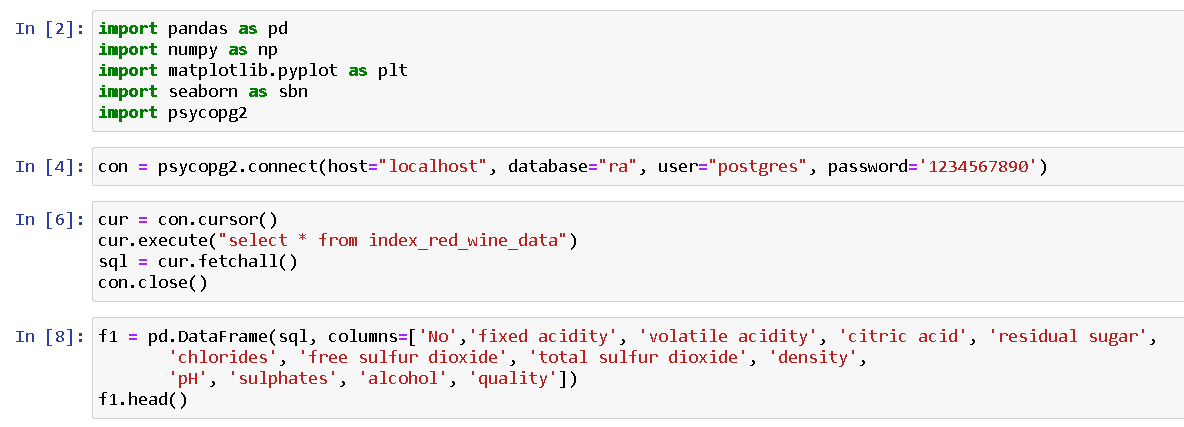 In [2]: import pandas as pd
import numpy as np
import matplotlib.pyplot as plt
import seaborn as sbn
import psycopg2
In [4]: con = psycopg2.connect(host="localhost", database="ra", user="postgres", password='1234567890')
In [6]: cur = con.cursor()
cur.execute("select * from index_red_wine_data")
sql = cur.fetchall()
con.close()
In [8]: f1 = pd.DataFrame(sql, columns=['No','fixed acidity', 'volatile acidity', 'citric acid', 'residual sugar',
'chlorides', 'free sulfur dioxide', 'total sulfur dioxide', 'density',
'pH', 'sulphates', 'alcohol', 'quality'])
f1.head()